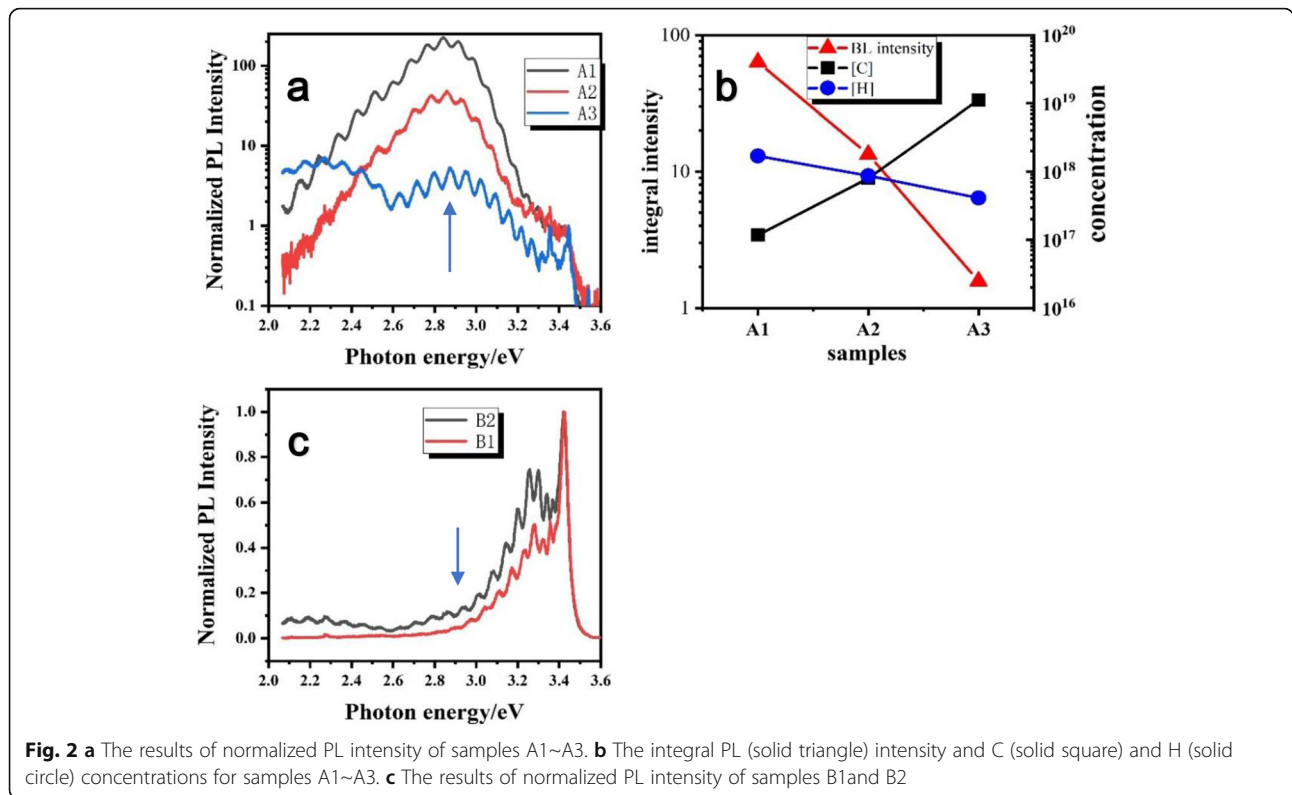 a
A1
A2
A3
Normalized PL Intensity
100
10
1
0.1
2.0 2.2 2.4 2.6 2.8 3.0 3.2 3.4 3.6
Photon energy/eV
b
BL intensity
[C]
[H]
integral intensity
100
10
1
concentration
10^20
10^19
10^18
10^17
10^16
A1 A2 A3
samples
c
B2
B1
Normalized PL Intensity
1.0
0.8
0.6
0.4
0.2
0.0
2.0 2.2 2.4 2.6 2.8 3.0 3.2 3.4 3.6
Photon energy/eV
Fig. 2 a The results of normalized PL intensity of samples A1~A3. b The integral PL (solid triangle) intensity and C (solid square) and H (solid
circle) concentrations for samples A1~A3. c The results of normalized PL intensity of samples B1and B2